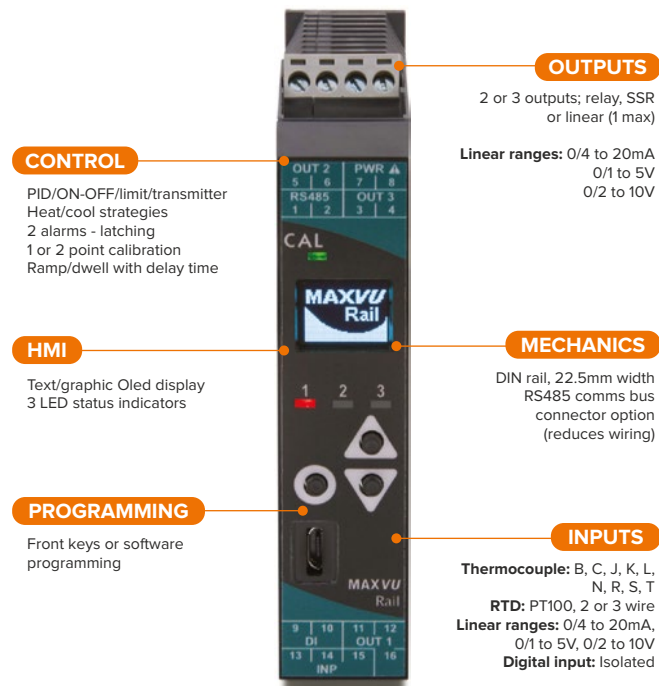 OUTPUTS
2 or 3 outputs; relay, SSR
or linear (1 max)
Linear ranges: 0/4 to 20mA
0/1 to 5V
0/2 to 10V
CONTROL
PID/ON-OFF/limit/transmitter
Heat/cool strategies
2 alarms - latching
1 or 2 point calibration
Ramp/dwell with delay time
HMI
Text/graphic Oled display
3 LED status indicators
MECHANICS
DIN rail, 22.5mm width
RS485 comms bus
connector option
(reduces wiring)
PROGRAMMING
Front keys or software
programming
INPUTS
Thermocouple: B, C, J, K, L,
N, R, S, T
RTD: PT100, 2 or 3 wire
Linear ranges: 0/4 to 20mA,
0/1 to 5V, 0/2 to 10V
Digital input: Isolated
OUT 2 PWR
5 6 7 8
RS485 OUT 3
1 2 3 4
CAL
MAXVU
Rail
1 2 3
MAXVU
Rail
9 10 11 12
DI OUT 1
13 14 15 16
INP